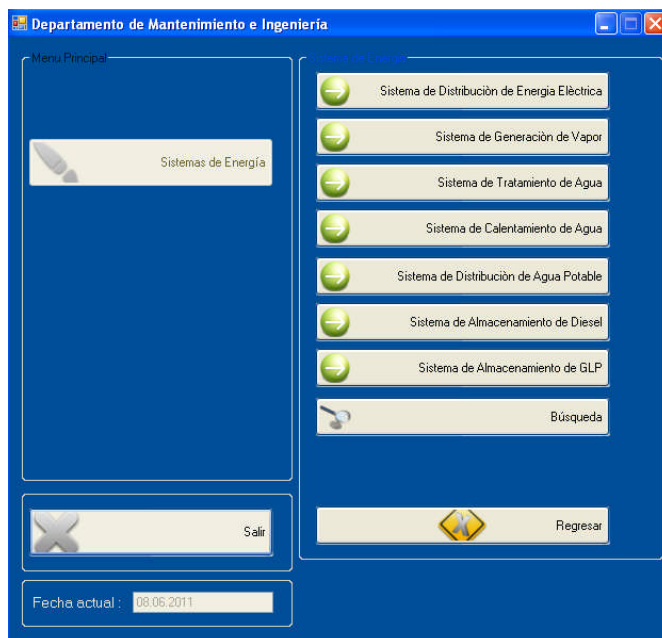 Departamento de Mantenimiento e Ingeniería
Menu Principal
Sistemas de Energía
Salir
Fecha actual :
08.06.2011
Sistema de Distribuciòn de Energia Elèctrica
Sistema de Generaciòn de Vapor
Sistema de Tratamiento de Agua
Sistema de Calentamiento de Agua
Sistema de Distribuciòn de Agua Potable
Sistema de Almacenamiento de Diesel
Sistema de Almacenamiento de GLP
Búsqueda
Regresar